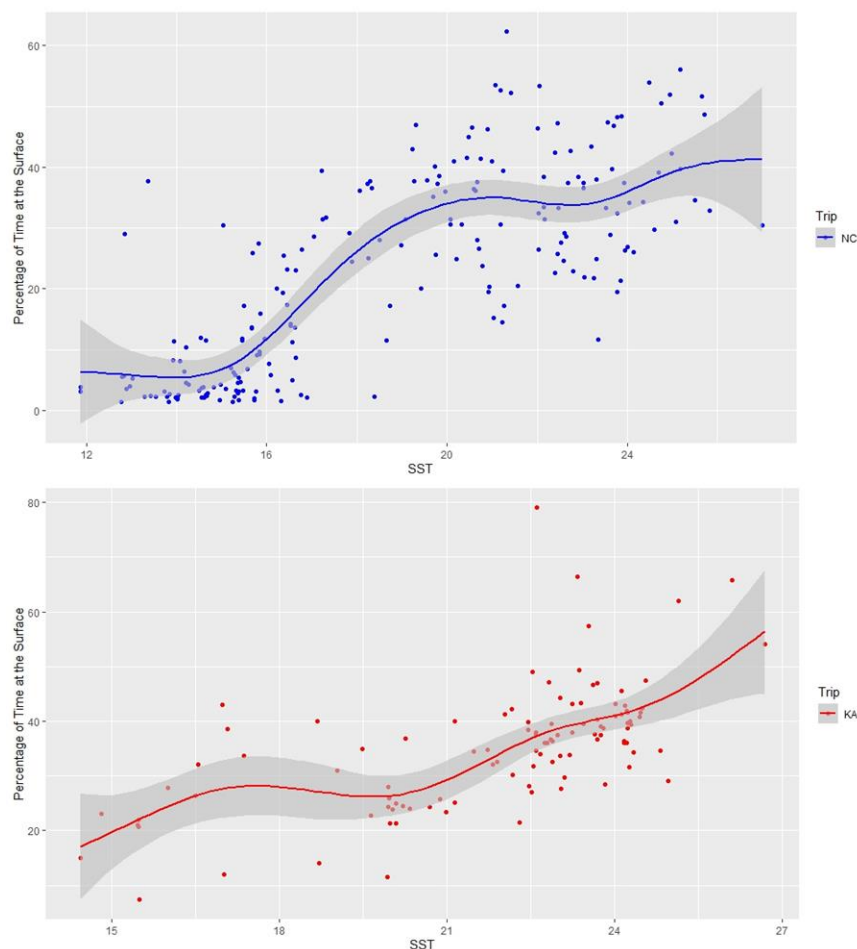 60
40
20
0
Percentage of Time at the Surface
12
16
20
24
SST
Trip
NC
80
60
40
20
Percentage of Time at the Surface
15
18
21
24
27
SST
Trip
KA